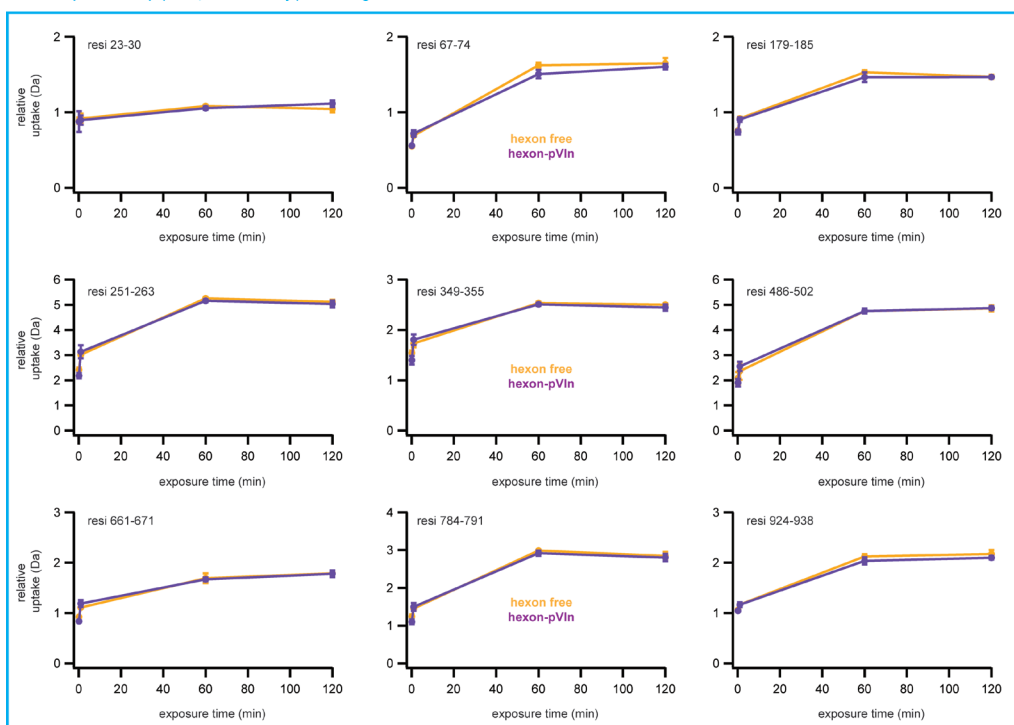 resi 23-30
resi 67-74
resi 179-185
relative
uptake (Da)
2
1
0
2
1
0
2
1
0
hexon free
hexon-pVIn
0 20 40 60 80 100 120
0 20 40 60 80 100 120
0 20 40 60 80 100 120
exposure time (min)
exposure time (min)
exposure time (min)
resi 251-263
resi 349-355
resi 486-502
relative
uptake (Da)
6
5
4
3
2
1
0
3
2
1
0
6
5
4
3
2
1
0
hexon free
hexon-pVIn
0 20 40 60 80 100 120
0 20 40 60 80 100 120
0 20 40 60 80 100 120
exposure time (min)
exposure time (min)
exposure time (min)
resi 661-671
resi 784-791
resi 924-938
relative
uptake (Da)
3
2
1
0
4
3
2
1
0
3
2
1
0
hexon free
hexon-pVIn
0 20 40 60 80 100 120
0 20 40 60 80 100 120
0 20 40 60 80 100 120
exposure time (min)
exposure time (min)
exposure time (min)